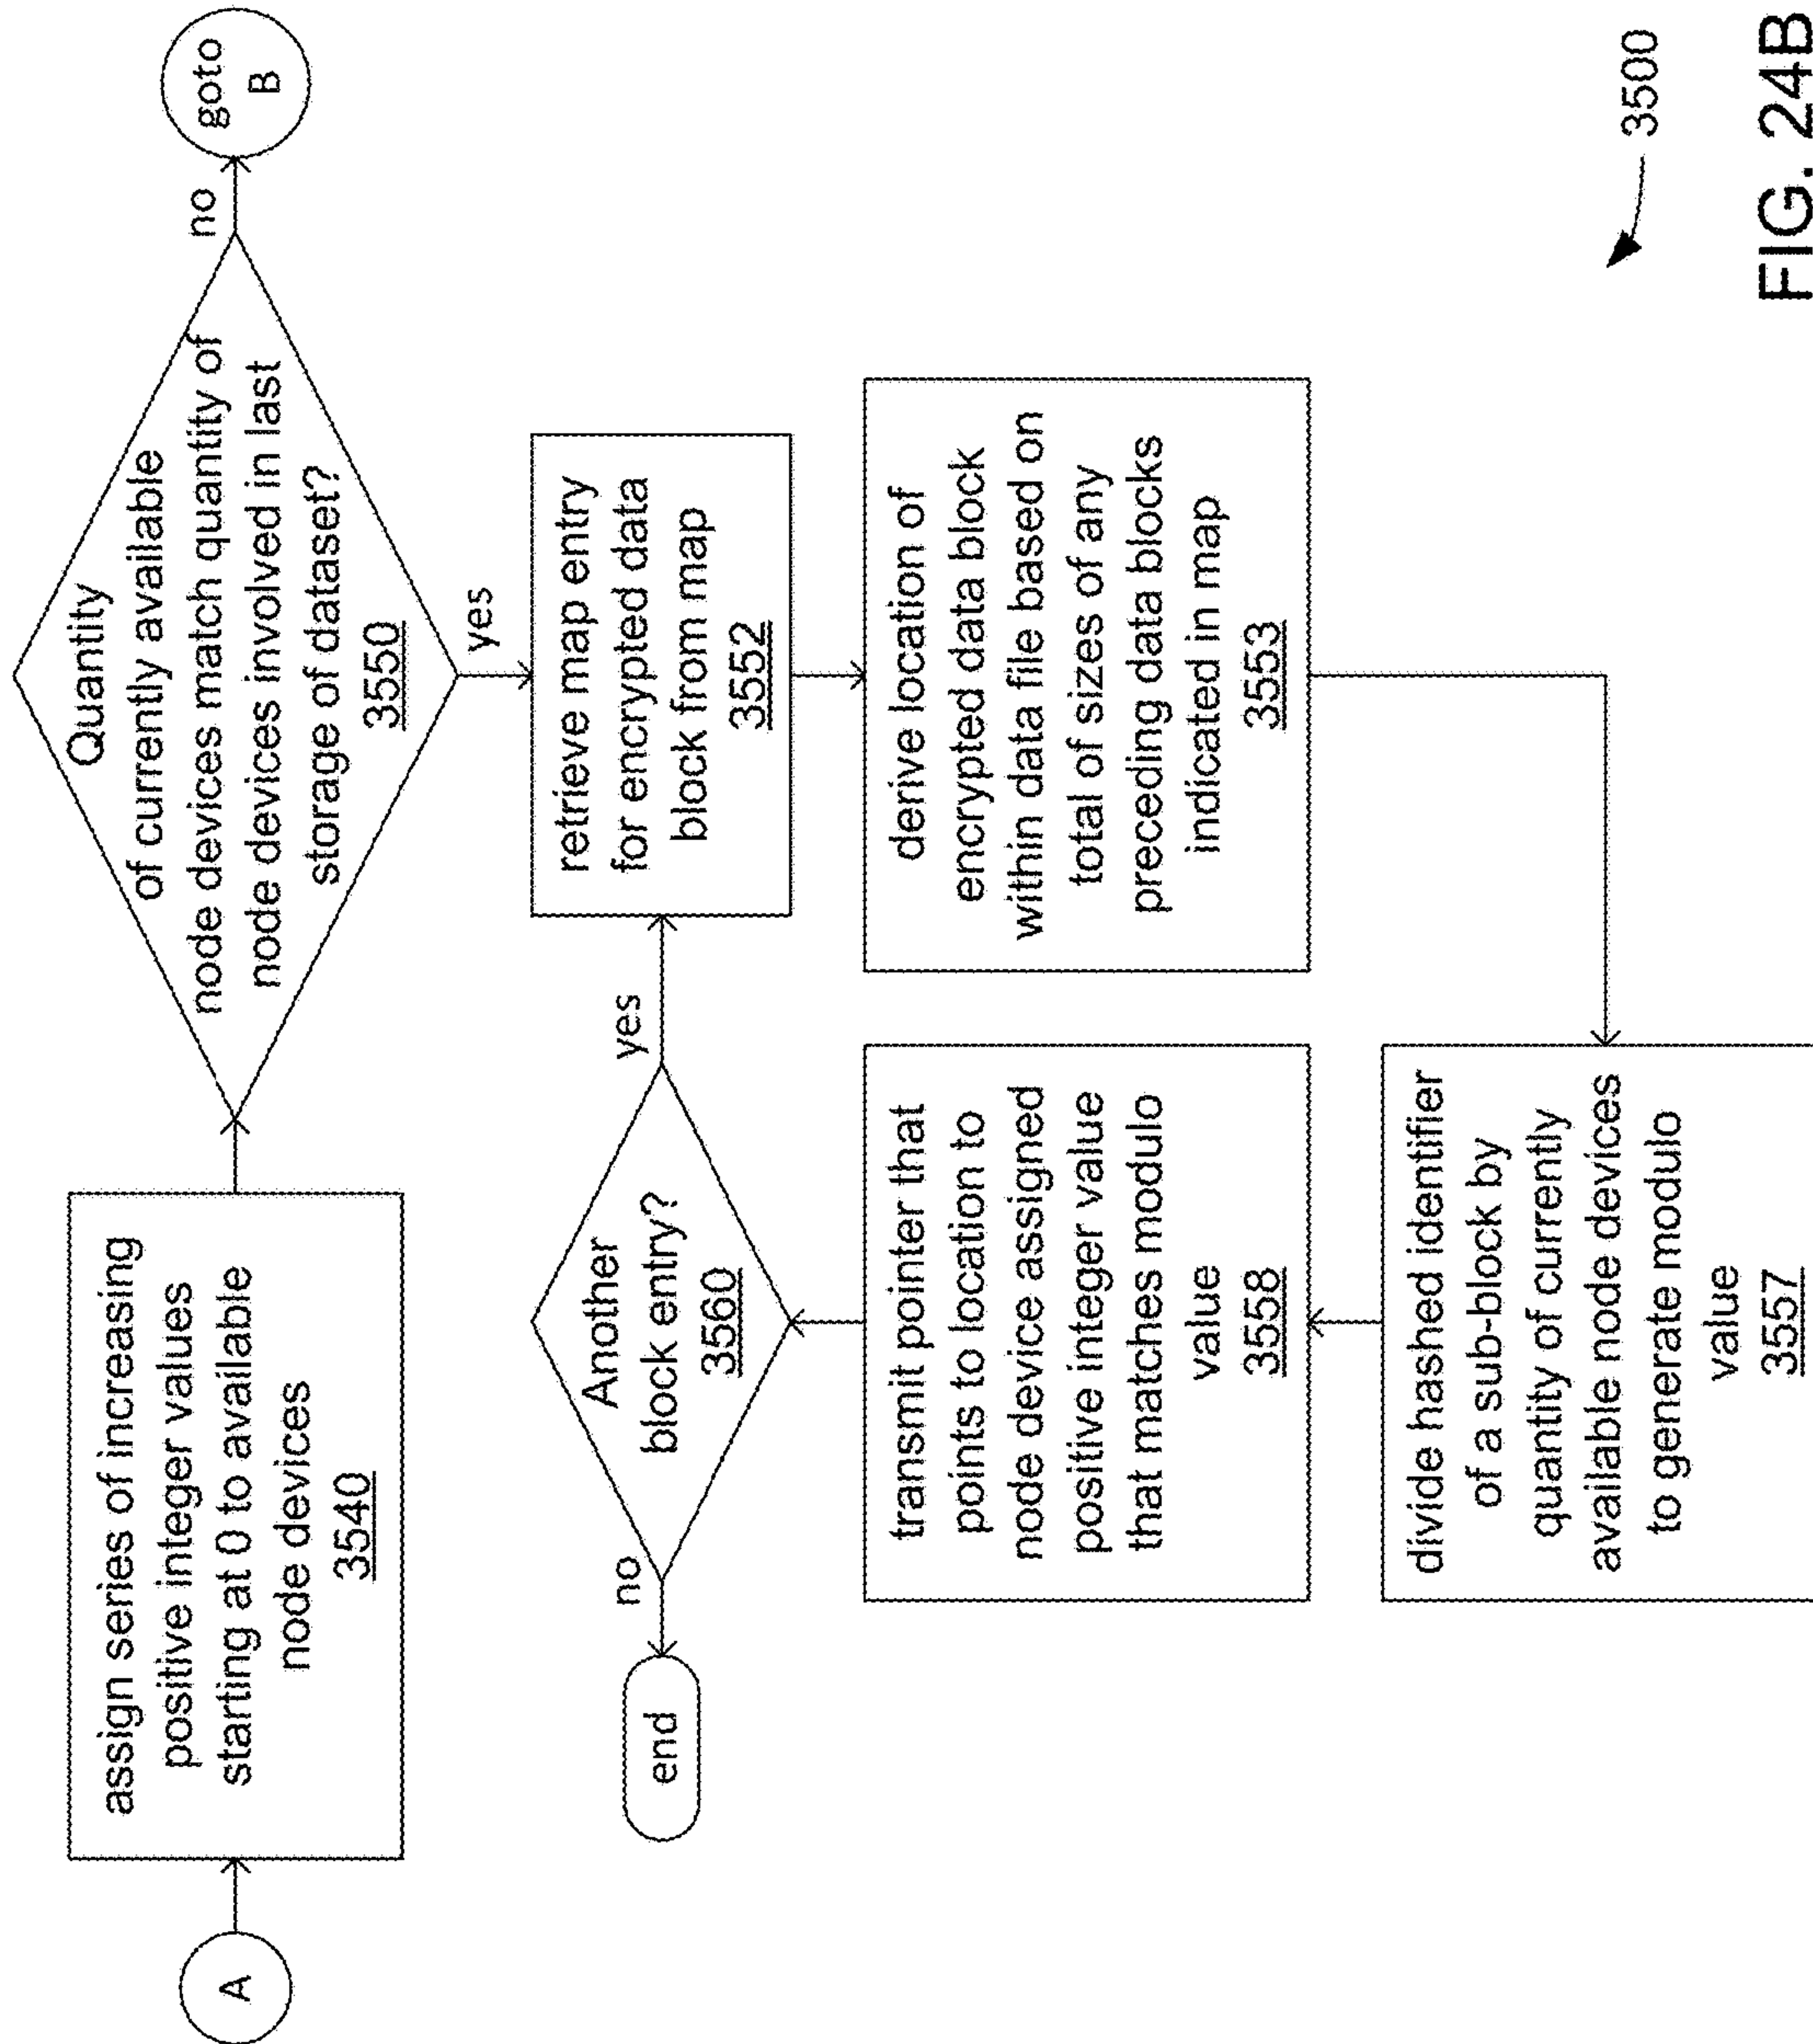 A
assign series of increasing
positive integer values
starting at 0 to available
node devices
3540
Quantity
of currently available
node devices match quantity of
node devices involved in last
storage of dataset?
3550
no
goto
B
yes
retrieve map entry
for encrypted data
block from map
3552
derive location of
encrypted data block
within data file based on
total of sizes of any
preceding data blocks
indicated in map
3553
divide hashed identifier
of a sub-block by
quantity of currently
available node devices
to generate modulo
value
3557
transmit pointer that
points to location to
node device assigned
positive integer value
that matches modulo
value
3558
Another
block entry?
3560
yes
no
end
3500
FIG. 24B